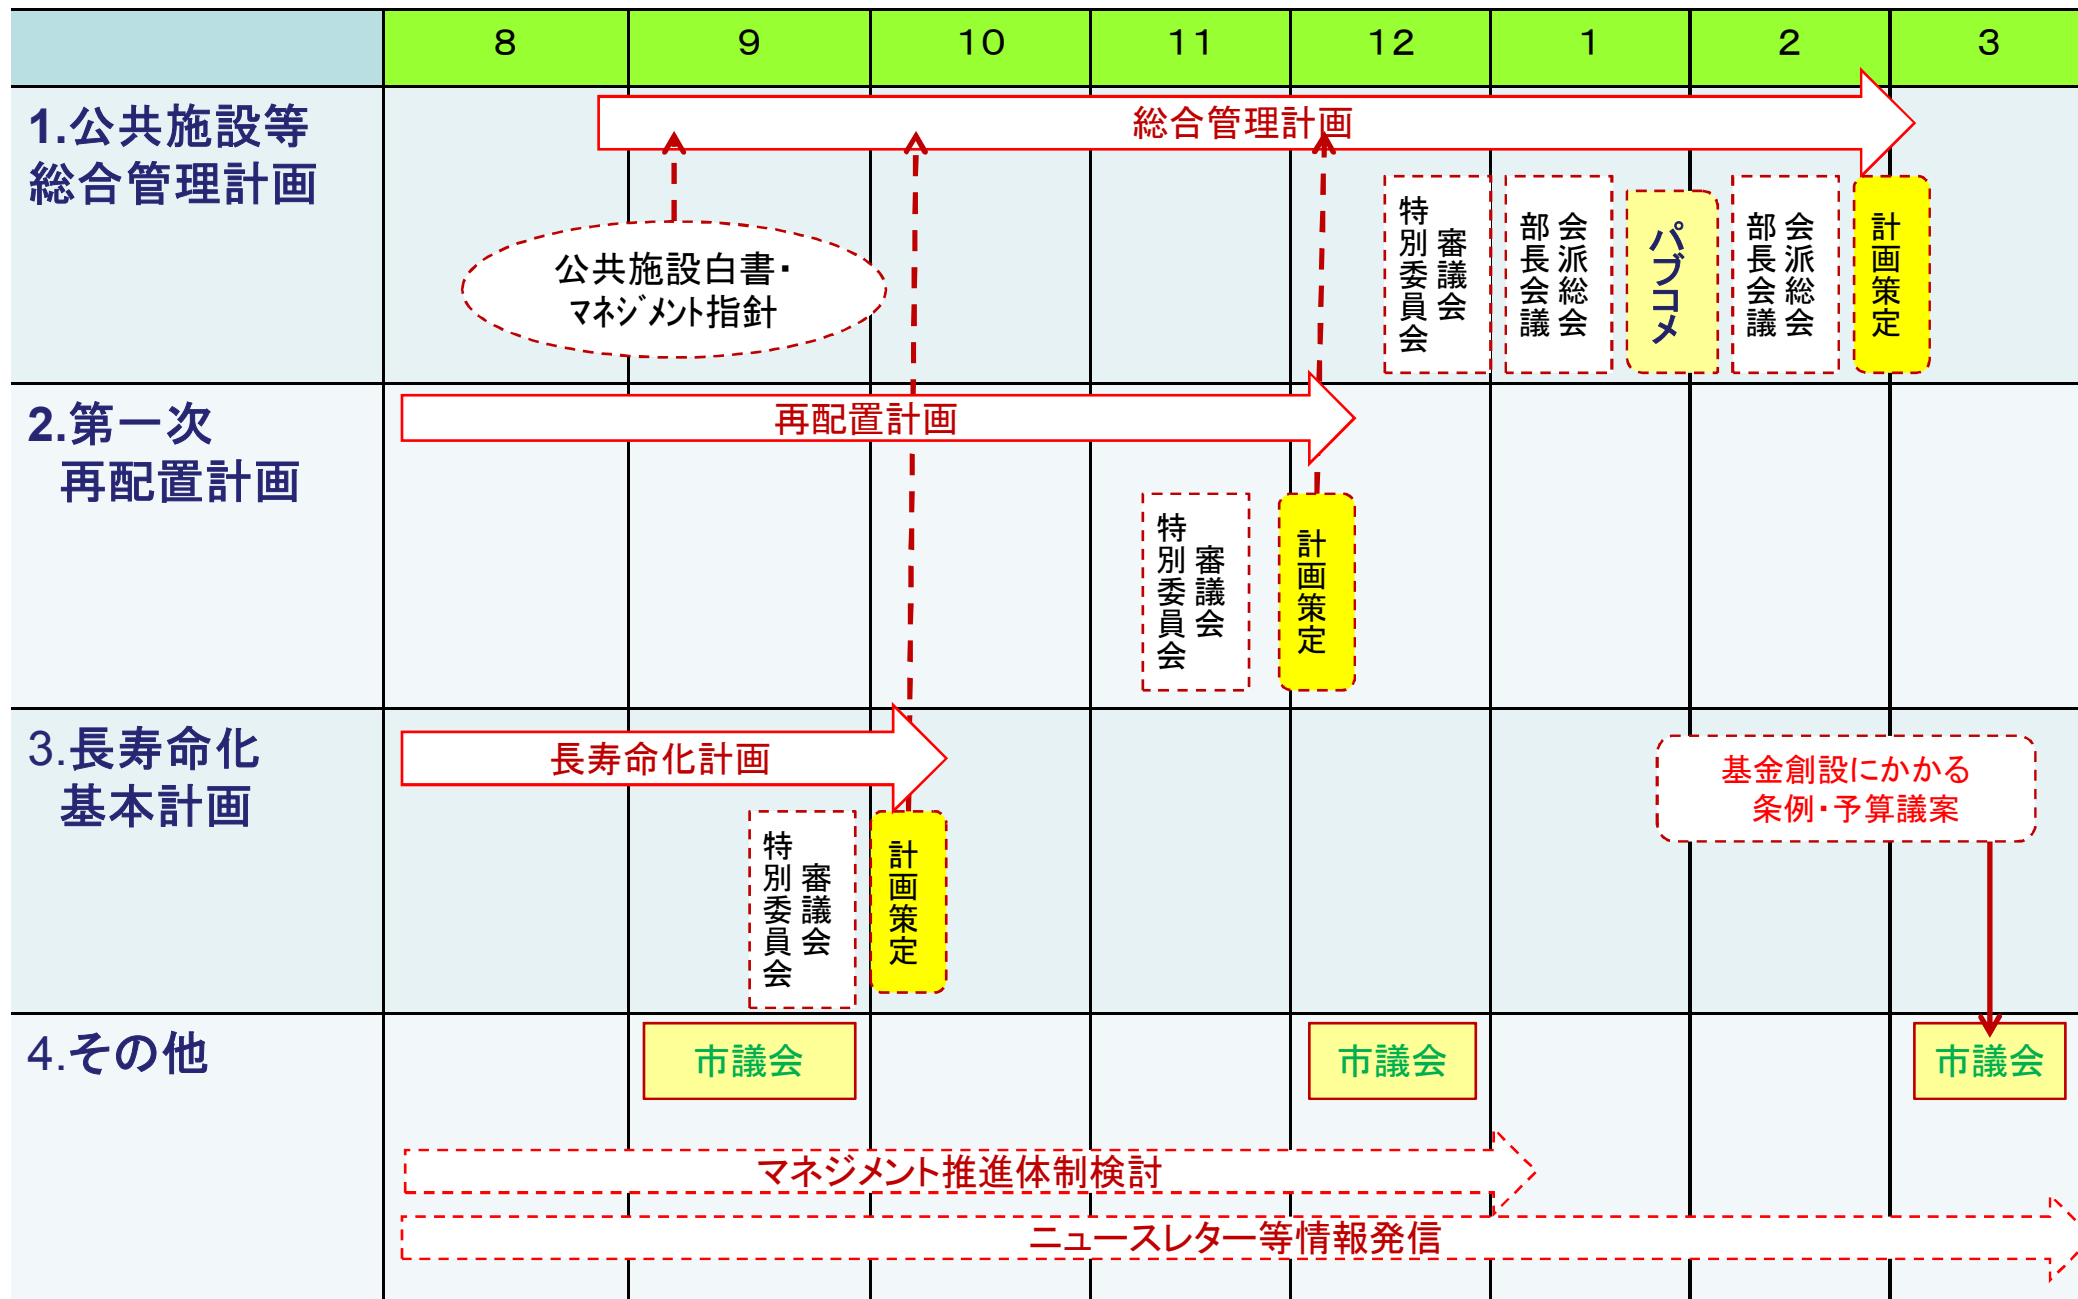 8 9 10 11 12 1 2 3
1.公共施設等
総合管理計画
総合管理計画
公共施設白書・
マネジメント指針
特別委員会
審議会
部長会議
会派総会
パブコメ
部長会議
会派総会
計画策定
2.第一次
再配置計画
再配置計画
特別委員会
審議会
計画策定
3.長寿命化
基本計画
長寿命化計画
特別委員会
審議会
計画策定
基金創設にかかる
条例・予算議案
4.その他
市議会
市議会
市議会
マネジメント推進体制検討
ニュースレター等情報発信